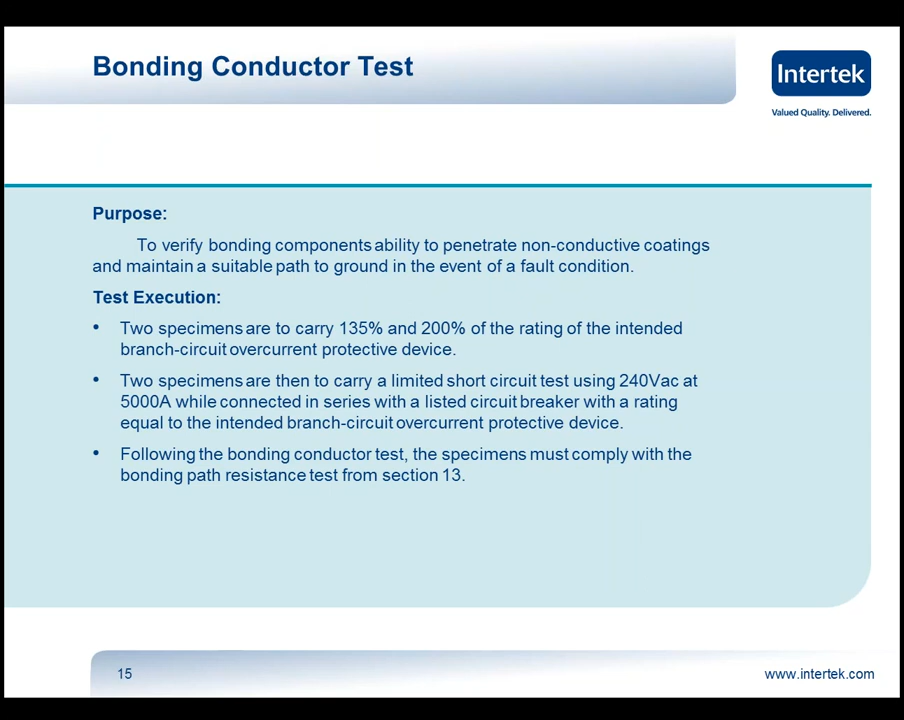 Bonding Conductor Test
Intertek
Valued Quality. Delivered.
Purpose:
To verify bonding components ability to penetrate non-conductive coatings
and maintain a suitable path to ground in the event of a fault condition.
Test Execution:
• Two specimens are to carry 135% and 200% of the rating of the intended
branch-circuit overcurrent protective device.
• Two specimens are then to carry a limited short circuit test using 240Vac at
5000A while connected in series with a listed circuit breaker with a rating
equal to the intended branch-circuit overcurrent protective device.
• Following the bonding conductor test, the specimens must comply with the
bonding path resistance test from section 13.
15
www.intertek.com